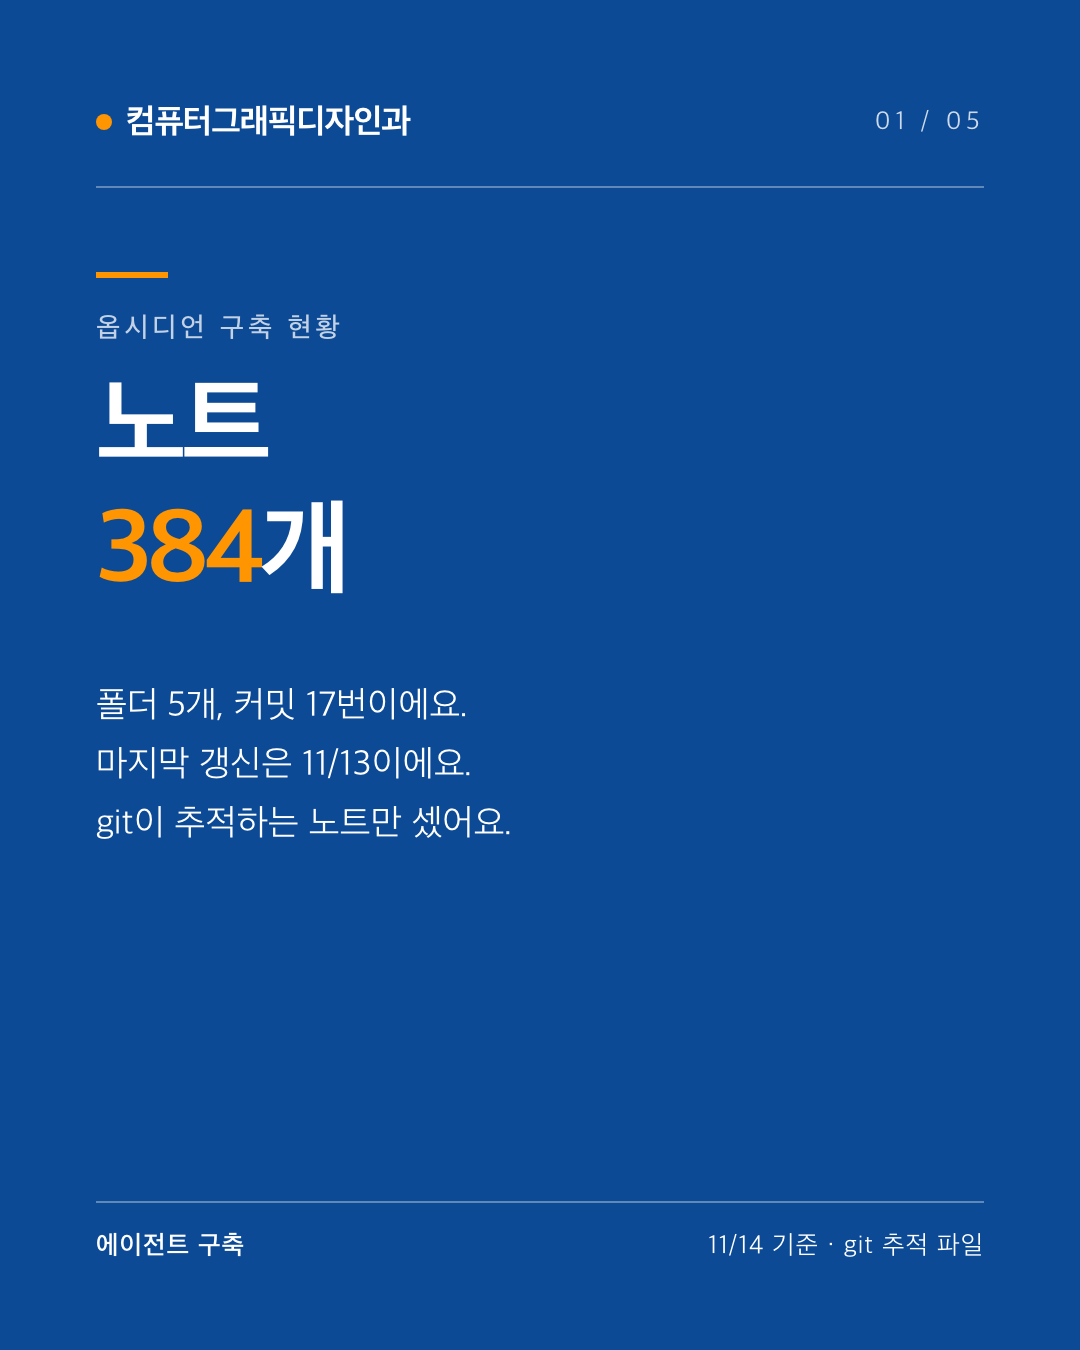 컴퓨터그래픽디자인과
01 / 05
옵시디언 구축 현황
노트
384개
폴더 5개, 커밋 17번이에요.
마지막 갱신은 11/13이에요.
git이 추적하는 노트만 셌어요.
에이전트 구축
11/14 기준 · git 추적 파일